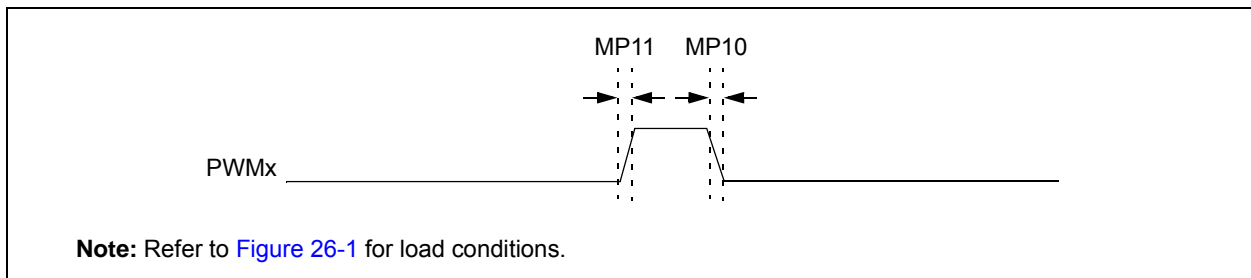 MP11 MP10
PWMx
Note: Refer to Figure 26-1 for load conditions.